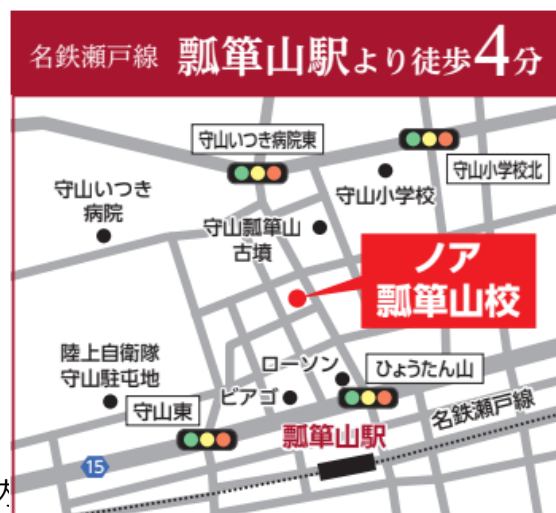 名鉄瀬戸線 瓢箪山駅より徒歩4分
守山いつき病院東
守山小学校北
守山いつき
病院
守山小学校
守山瓢箪山
古墳
ノア
瓢箪山校
陸上自衛隊
守山駐屯地
ローソン
ひょうたん山
ピアゴ
守山東
名鉄瀬戸線
瓢箪山駅
15